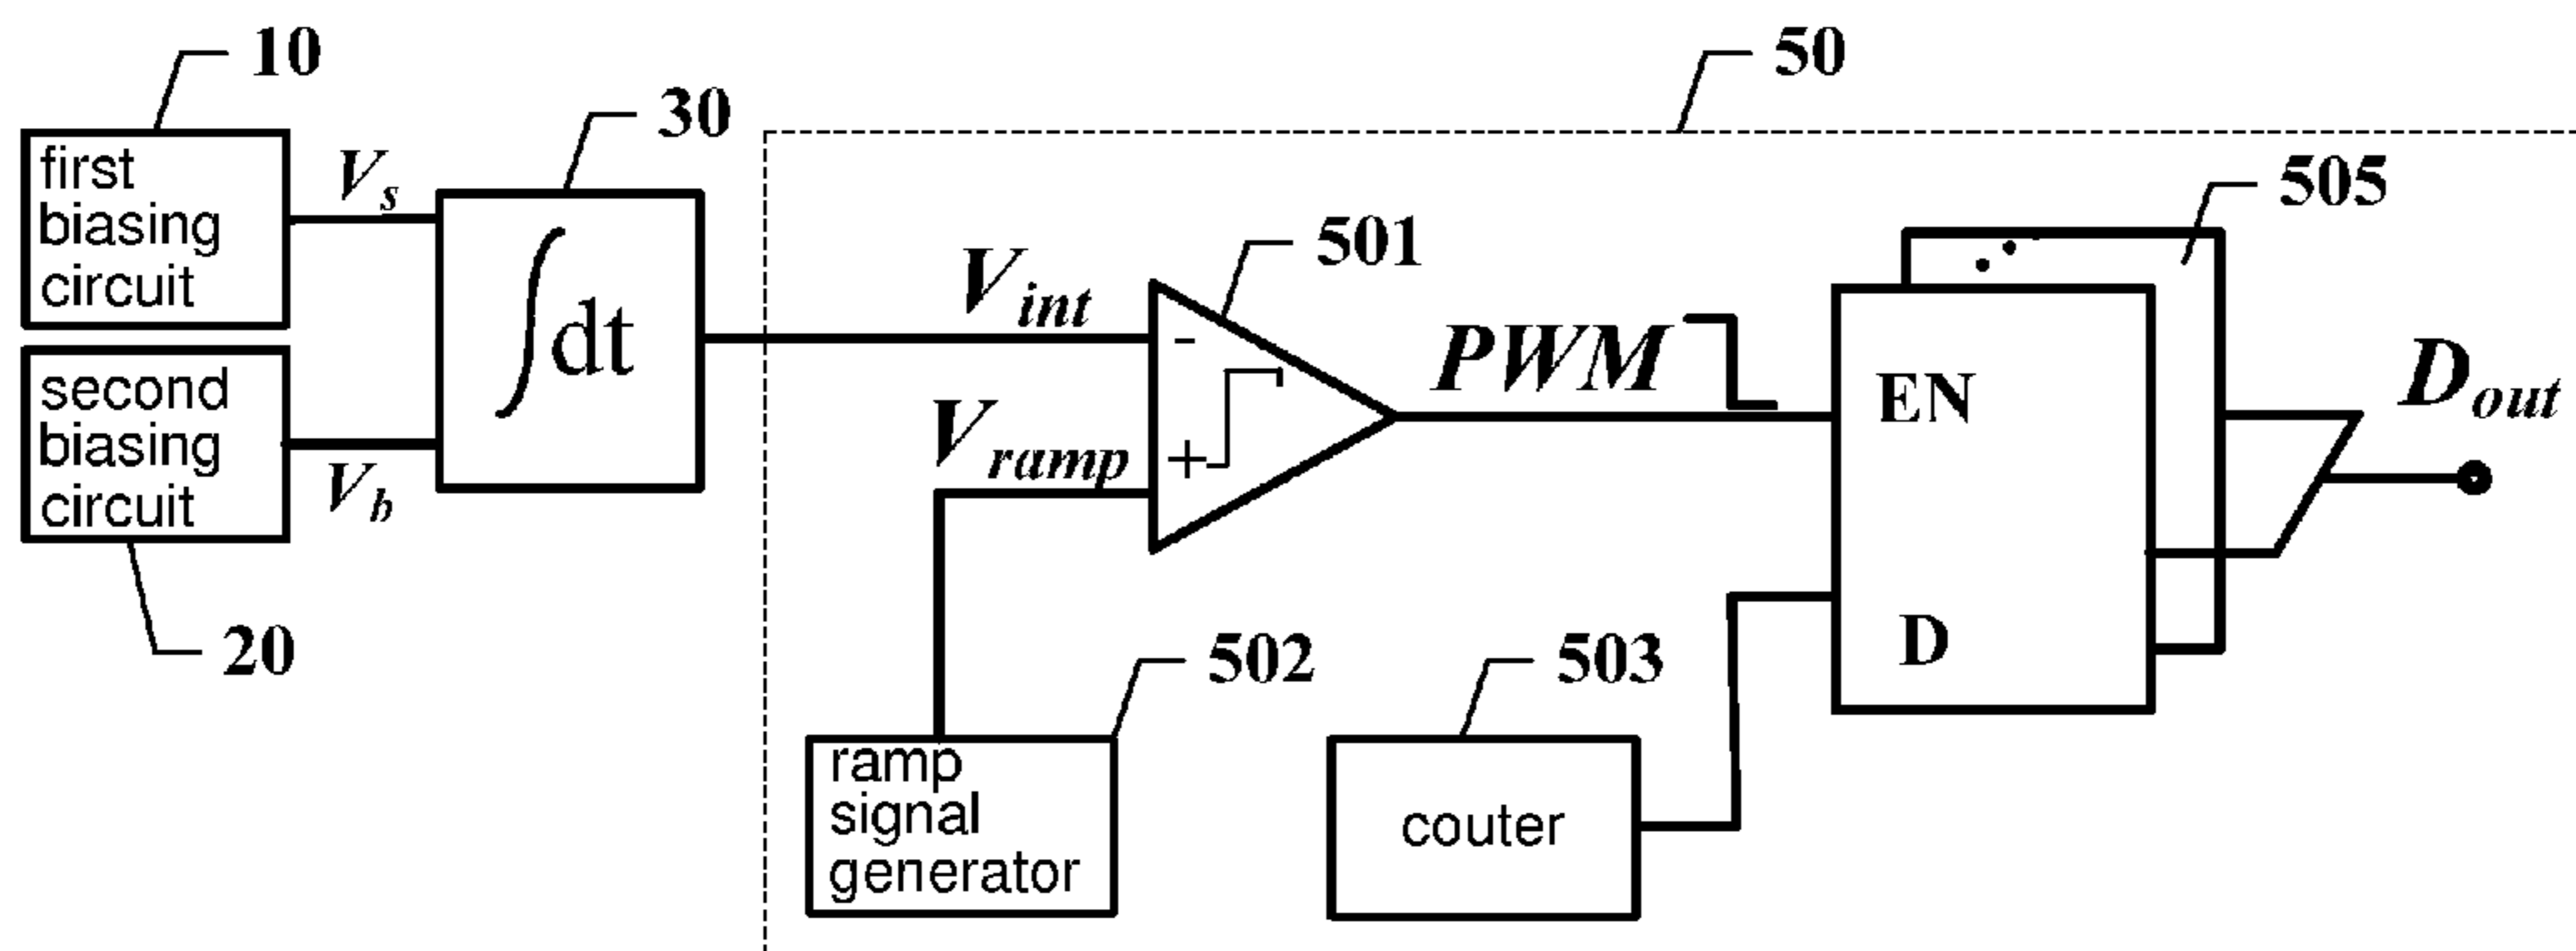 10
30
50
first
biasing
circuit
V_s
505
501
V_int
-
∫dt
PWM
EN
D_out
second
biasing
circuit
V_b
V_ramp
+
D
20
502
503
ramp
signal
generator
couter